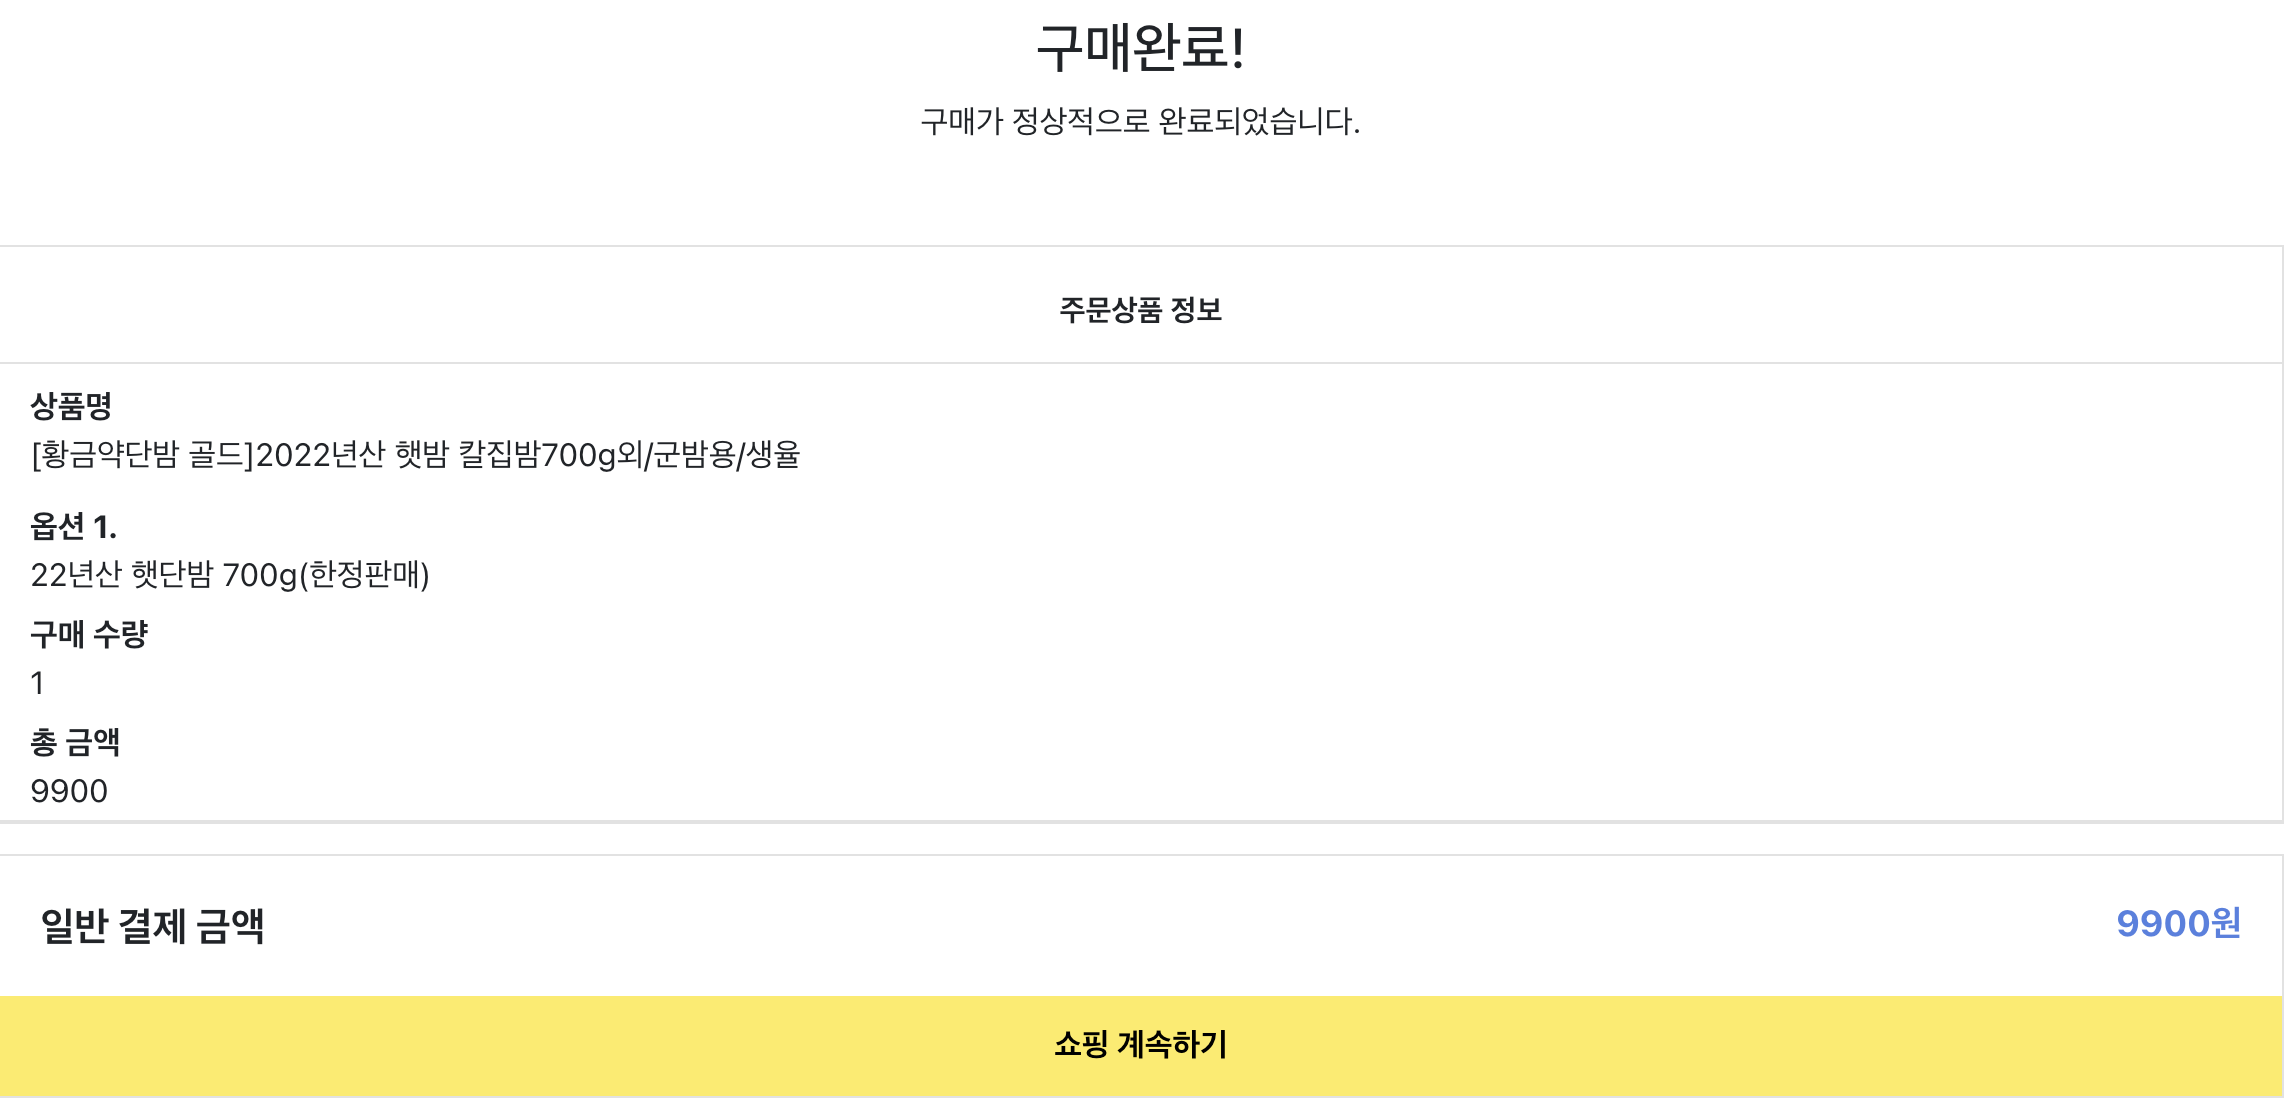 구매완료!
구매가 정상적으로 완료되었습니다.
주문상품 정보
상품명
[황금약단밤 골드]2022년산 햇밤 칼집밤700g외/군밤용/생율
옵션 1.
22년산 햇단밤 700g(한정판매)
구매 수량
1
총 금액
9900
일반 결제 금액
9900원
쇼핑 계속하기